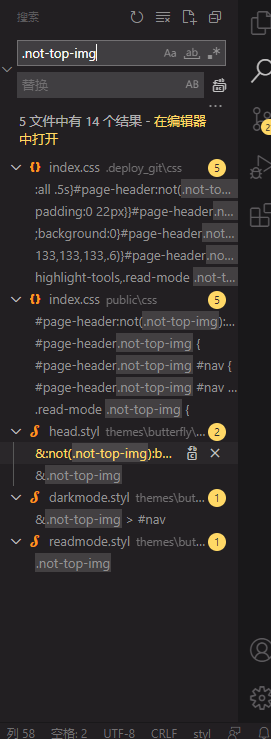 搜索
.not-top-img
Aa ab .*
替换
AB
...
5 文件中有 14 个结果 - 在编辑器
中打开
index.css .deploy_git\css 5
:all .5s}#page-header:not(.not-to...
padding:0 22px}}#page-header.n...
;background:0}#page-header.not-...
133,133,133,.6)}#page-header.no...
highlight-tools,.read-mode .not-t...
index.css public\css 5
#page-header:not(.not-top-img):...
#page-header.not-top-img {
#page-header.not-top-img #nav {
#page-header.not-top-img #nav ...
.read-mode .not-top-img {
head.styl themes\butterfly\... 2
&:not(.not-top-img):b...
&.not-top-img
darkmode.styl themes\but... 1
&.not-top-img > #nav
readmode.styl themes\but... 1
.not-top-img
2
列 58 空格: 2 UTF-8 CRLF styl